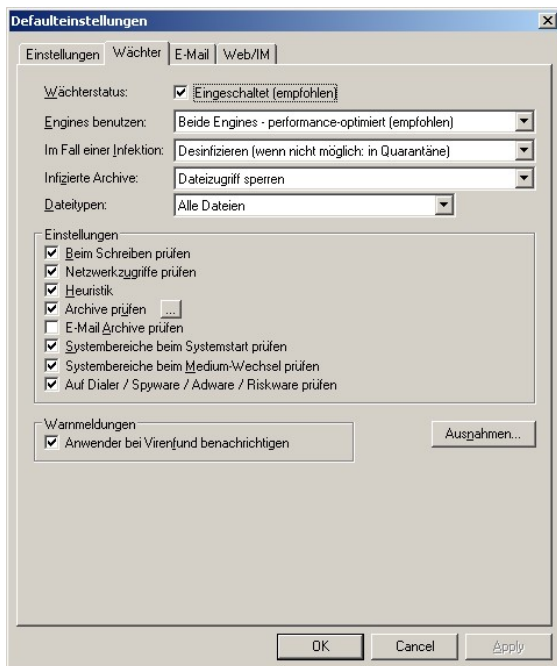 Defaulteinstellungen
Einstellungen Wächter E-Mail Web/IM
Wächterstatus: Eingeschaltet (empfohlen)
Engines benutzen: Beide Engines - performance-optimiert (empfohlen)
Im Fall einer Infektion: Desinfizieren (wenn nicht möglich: in Quarantäne)
Infizierte Archive: Dateizugriff sperren
Dateitypen: Alle Dateien
Einstellungen
Beim Schreiben prüfen
Netzwerkzugriffe prüfen
Heuristik
Archive prüfen ...
E-Mail Archive prüfen
Systembereiche beim Systemstart prüfen
Systembereiche beim Medium-Wechsel prüfen
Auf Dialer / Spyware / Adware / Riskware prüfen
Warnmeldungen
Anwender bei Virenfund benachrichtigen
Ausnahmen...
OK Cancel Apply